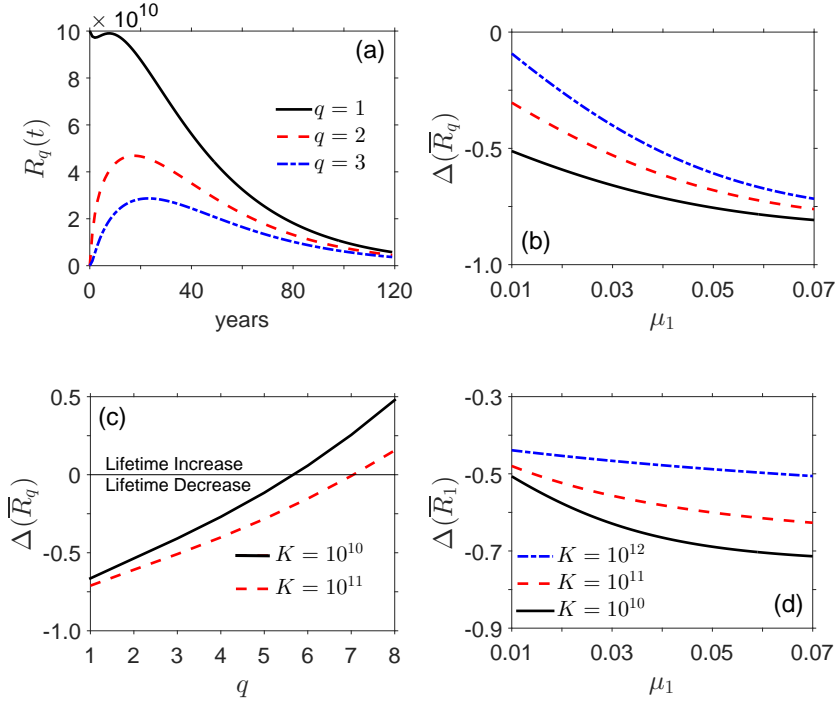 × 10^10
10
8
6
4
2
0
R_q(t)
(a)
q = 1
q = 2
q = 3
0 40 80 120
years
0
-0.5
-1.0
Δ(R̅_q)
(b)
0.01 0.03 0.05 0.07
μ_1
0.5
0
-0.5
-1.0
Δ(R̅_q)
(c)
Lifetime Increase
Lifetime Decrease
K = 10^10
K = 10^11
1 2 3 4 5 6 7 8
q
-0.3
-0.5
-0.7
-0.9
Δ(R̅_1)
K = 10^12
K = 10^11
K = 10^10
(d)
0.01 0.03 0.05 0.07
μ_1